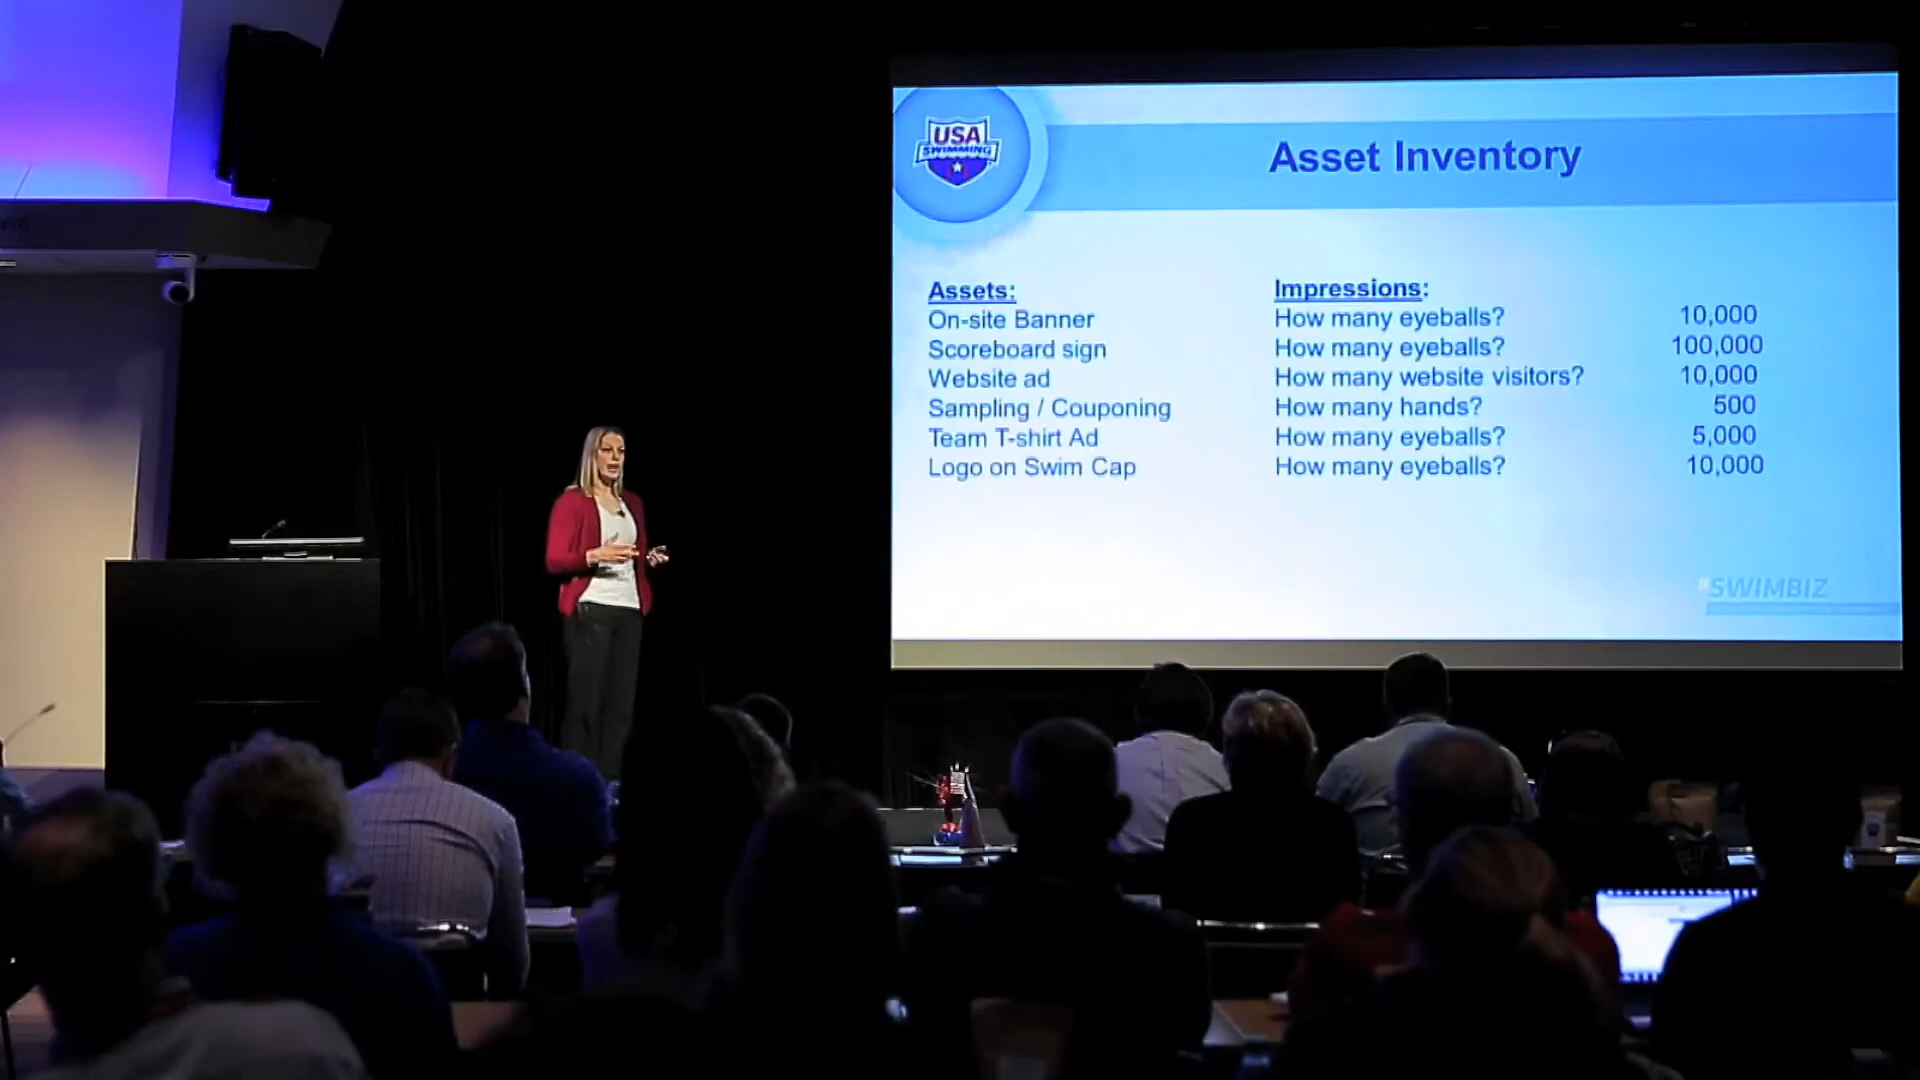 USA
SWIMMING
Asset Inventory
Assets:
Impressions:
On-site Banner How many eyeballs? 10,000
Scoreboard sign How many eyeballs? 100,000
Website ad How many website visitors? 10,000
Sampling / Couponing How many hands? 500
Team T-shirt Ad How many eyeballs? 5,000
Logo on Swim Cap How many eyeballs? 10,000
#SWIMBIZ